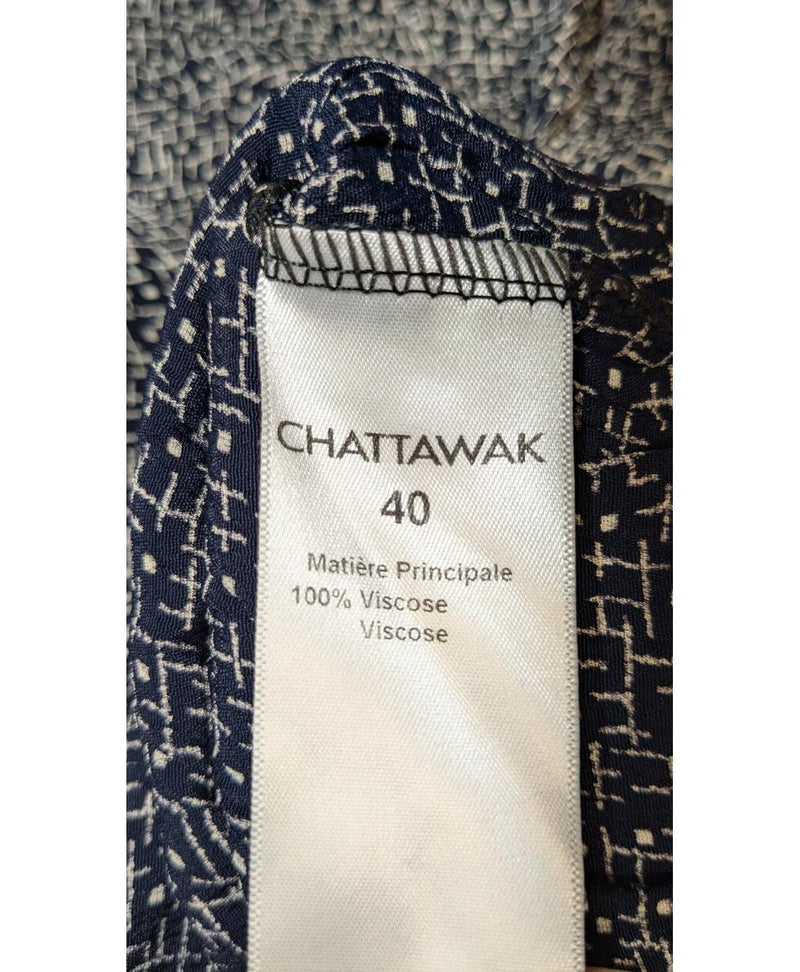 CHATTAWAK
40
Matière Principale
100% Viscose
Viscose